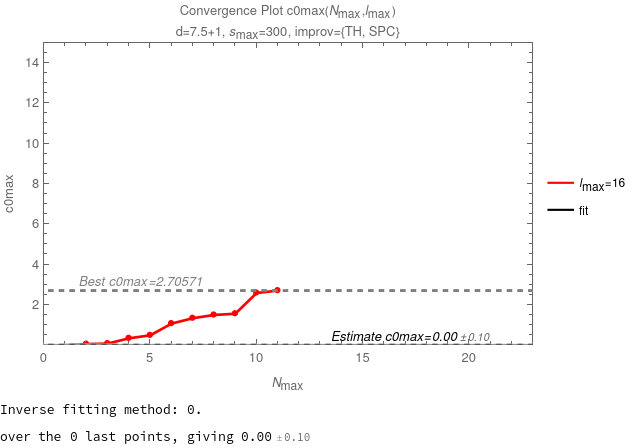 Convergence Plot c0max(Nmax,lmax)
d=7.5+1, smax=300, improv={TH, SPC}
14
12
10
8
6
4
2
c0max
Best c0max=2.70571
Estimate c0max=0.00 ±0.10
0 5 10 15 20
Nmax
lmax=16
fit
Inverse fitting method: 0.
over the 0 last points, giving 0.00 ±0.10